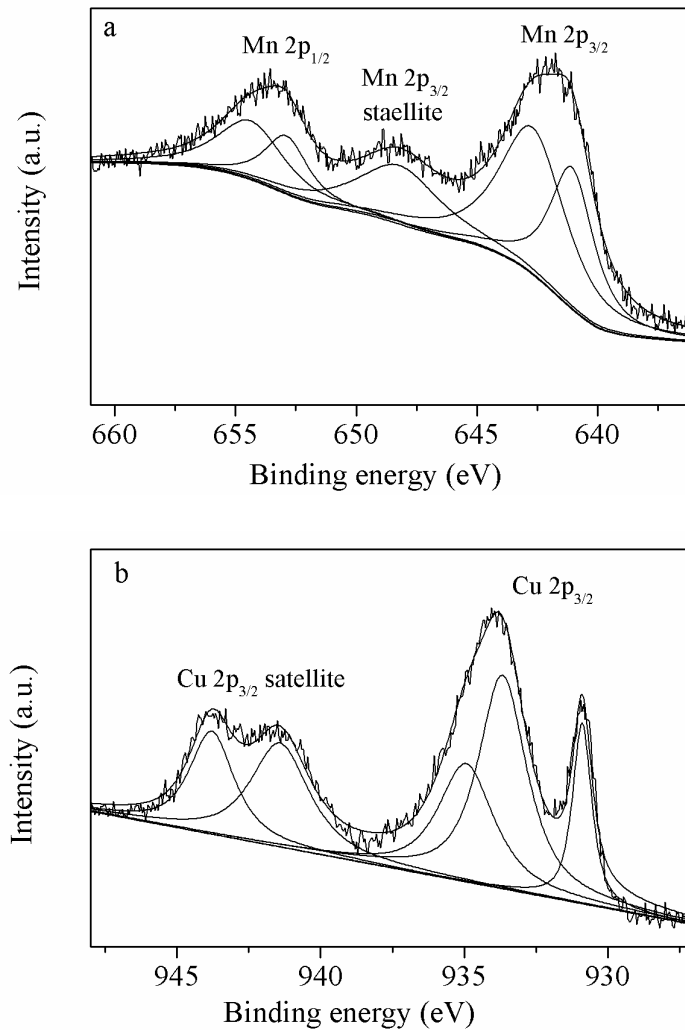 a
Mn 2p1/2
Mn 2p3/2
Mn 2p3/2
staellite
Intensity (a.u.)
660 655 650 645 640
Binding energy (eV)
b
Cu 2p3/2
Cu 2p3/2 satellite
Intensity (a.u.)
945 940 935 930
Binding energy (eV)